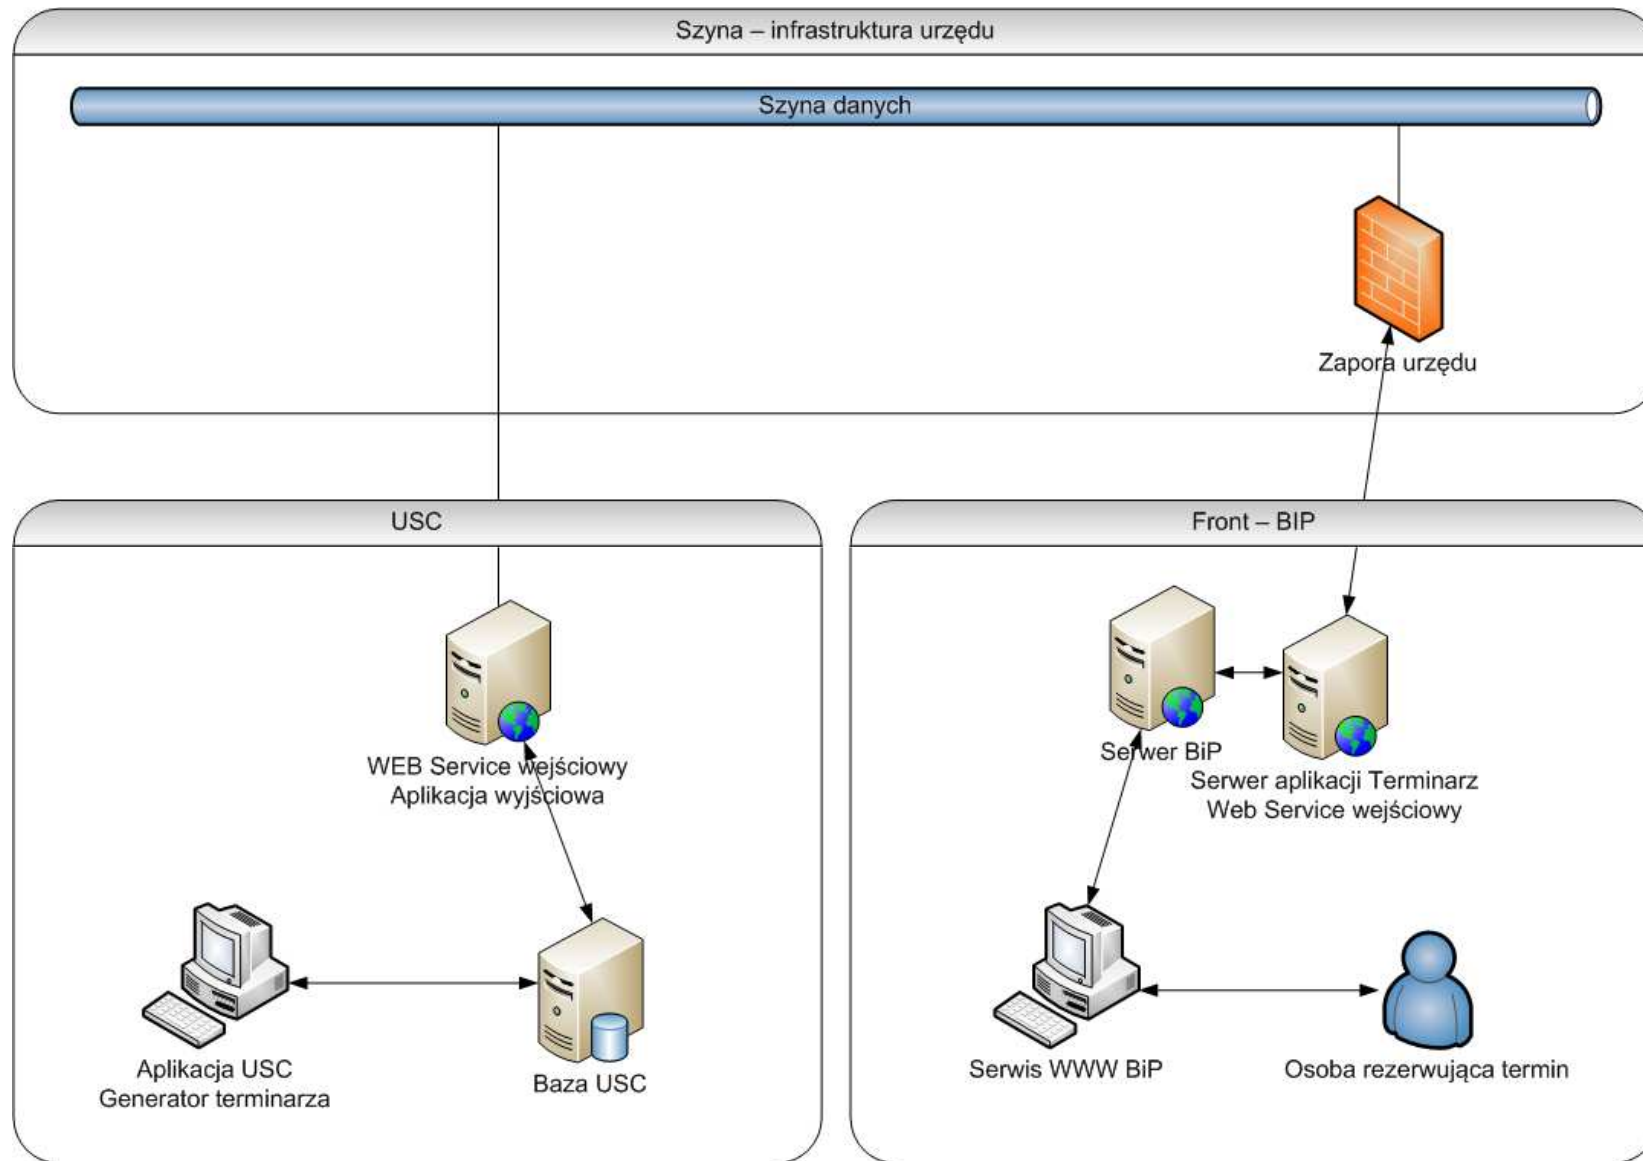 Szyna – infrastruktura urzędu
Szyna danych
Zapora urzędu
USC
WEB Service wejściowy
Aplikacja wyjściowa
Aplikacja USC
Generator terminarza
Baza USC
Front – BIP
Serwer BiP
Serwer aplikacji Terminarz
Web Service wejściowy
Serwis WWW BiP
Osoba rezerwująca termin